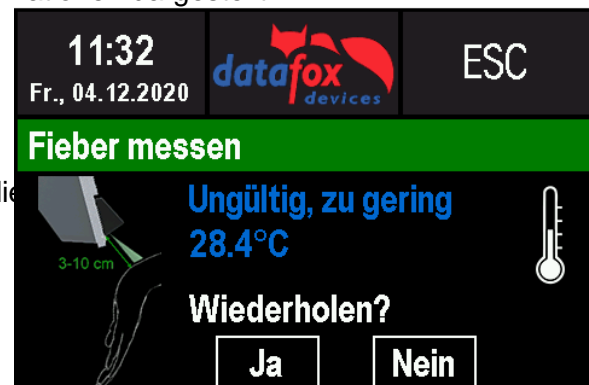 11:32
Fr., 04.12.2020
datafox
devices
ESC
Fieber messen
lie
Ungültig, zu gering
28.4°C
3-10 cm
Wiederholen?
Ja
Nein